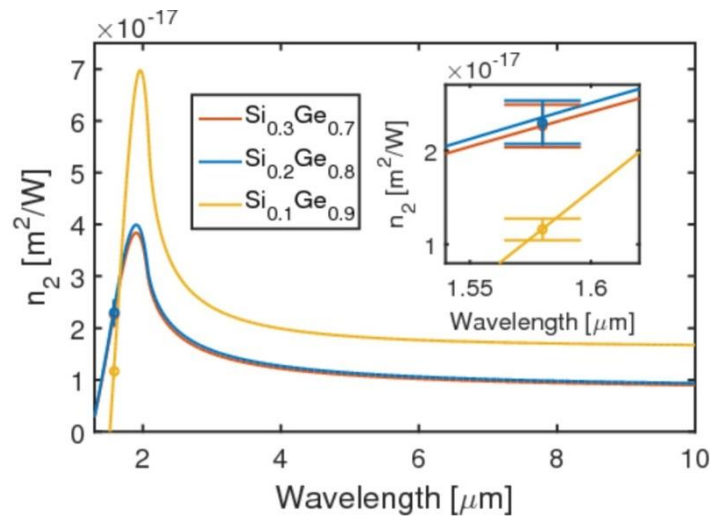 ×10⁻¹⁷
7
6
5
4
3
2
1
0
n₂ [m²/W]
Si₀.₃Ge₀.₇
Si₀.₂Ge₀.₈
Si₀.₁Ge₀.₉
×10⁻¹⁷
2
1
n₂ [m²/W]
1.55 1.6
Wavelength [μm]
2 4 6 8 10
Wavelength [μm]